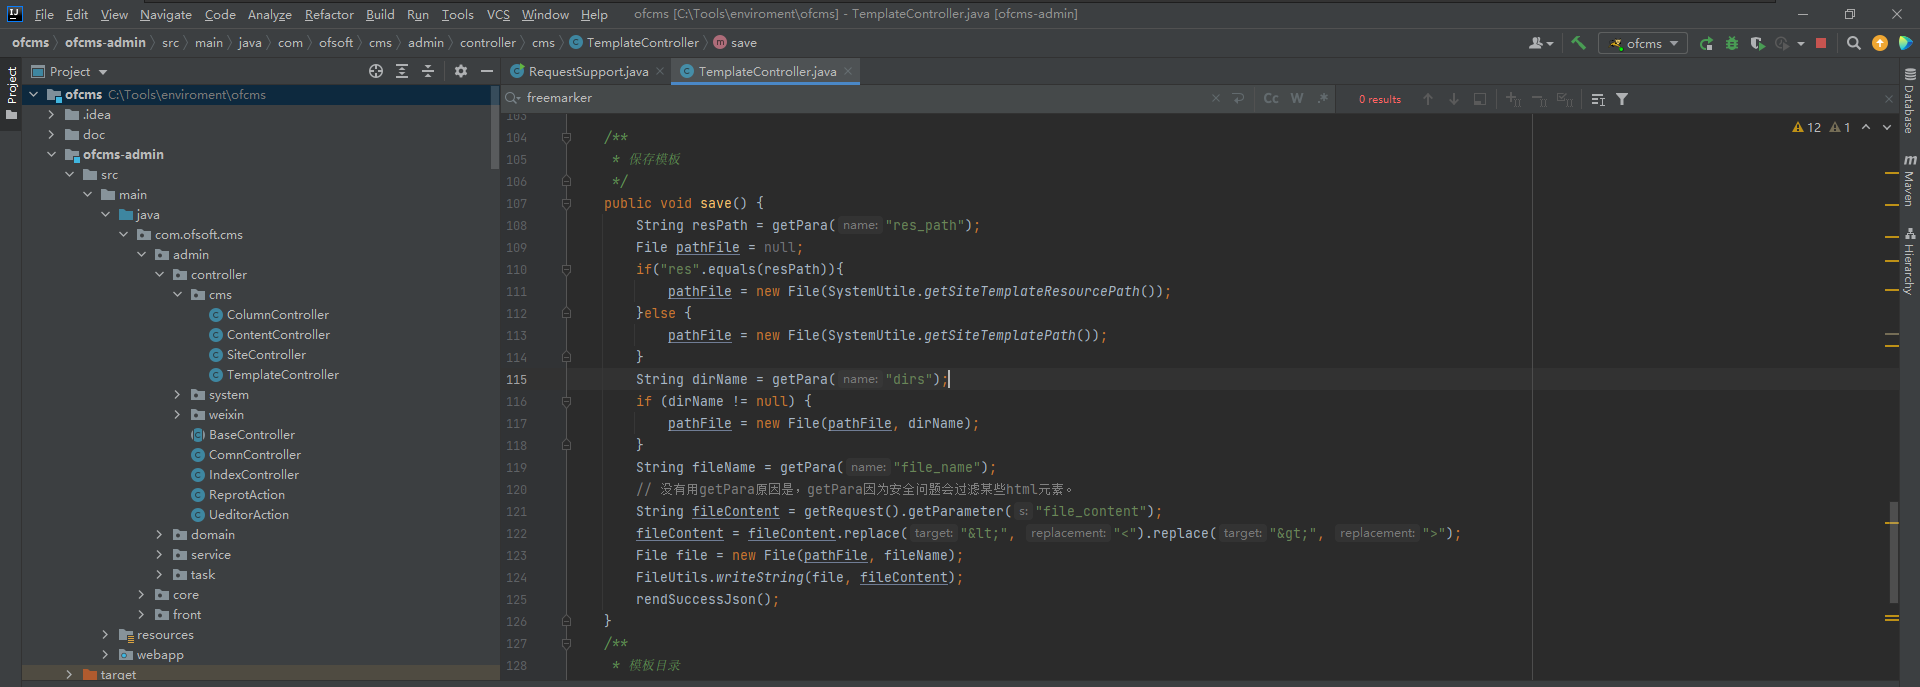 File Edit View Navigate Code Analyze Refactor Build Run Tools VCS Window Help ofcms [C:\Tools\enviroment\ofcms] - TemplateController.java [ofcms-admin]
ofcms ofcms-admin src main java com ofsoft cms admin controller cms TemplateController save ofcms
Project
RequestSupport.java TemplateController.java
Project
ofcms C:\Tools\enviroment\ofcms
.idea
doc
ofcms-admin
src
main
java
com.ofsoft.cms
admin
controller
cms
ColumnController
ContentController
SiteController
TemplateController
system
weixin
BaseController
ComnController
IndexController
ReprotAction
UeditorAction
domain
service
task
core
front
resources
webapp
target
freemarker Cc W .* 0 results
12 1
103
104 /**
105 * 保存模板
106 */
107 public void save() {
108 String resPath = getPara( name: "res_path");
109 File pathFile = null;
110 if("res".equals(resPath)){
111 pathFile = new File(SystemUtile.getSiteTemplateResourcePath());
112 }else {
113 pathFile = new File(SystemUtile.getSiteTemplatePath());
114 }
115 String dirName = getPara( name: "dirs");
116 if (dirName != null) {
117 pathFile = new File(pathFile, dirName);
118 }
119 String fileName = getPara( name: "file_name");
120 // 没有用getPara原因是，getPara因为安全问题会过滤某些html元素。
121 String fileContent = getRequest().getParameter( s: "file_content");
122 fileContent = fileContent.replace( target: "&lt;", replacement: "<").replace( target: "&gt;", replacement: ">");
123 File file = new File(pathFile, fileName);
124 FileUtils.writeString(file, fileContent);
125 rendSuccessJson();
126 }
127 /**
128 * 模板目录
Database
m Maven
Hierarchy